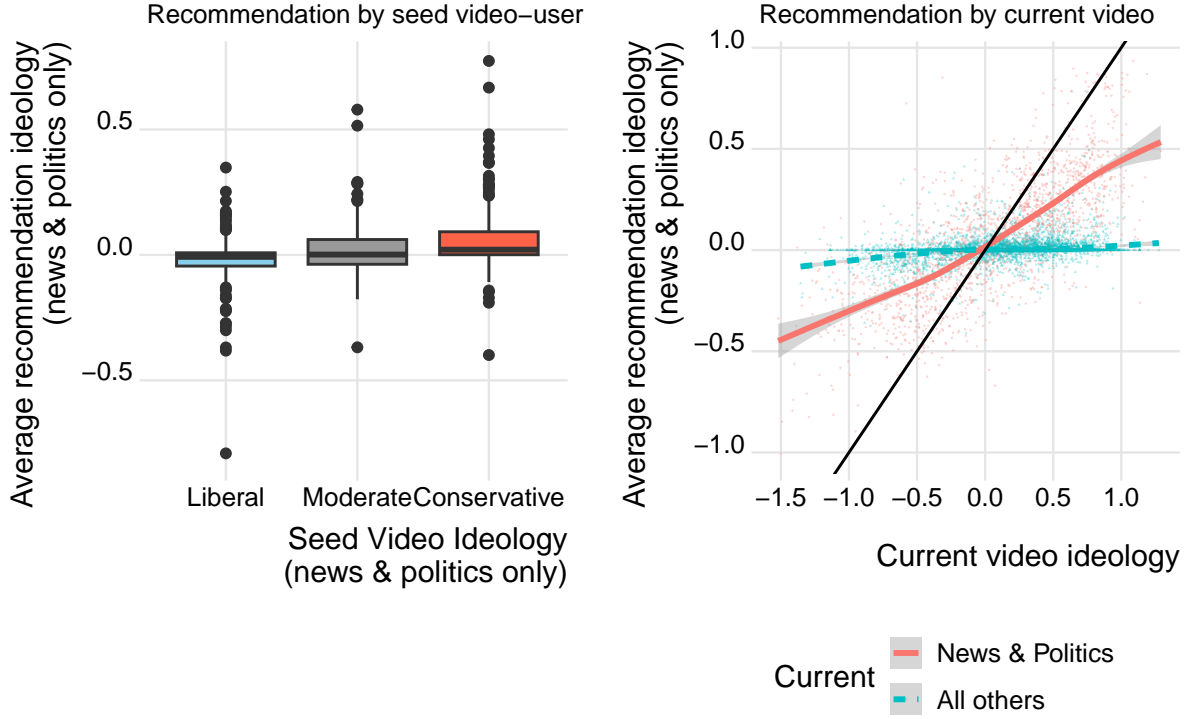 Recommendation by seed video−user
Average recommendation ideology
(news & politics only)
0.5
0.0
−0.5
Liberal
Moderate
Conservative
Seed Video Ideology
(news & politics only)
Recommendation by current video
Average recommendation ideology
(news & politics only)
1.0
0.5
0.0
−0.5
−1.0
−1.5 −1.0 −0.5 0.0 0.5 1.0
Current video ideology
Current
News & Politics
All others